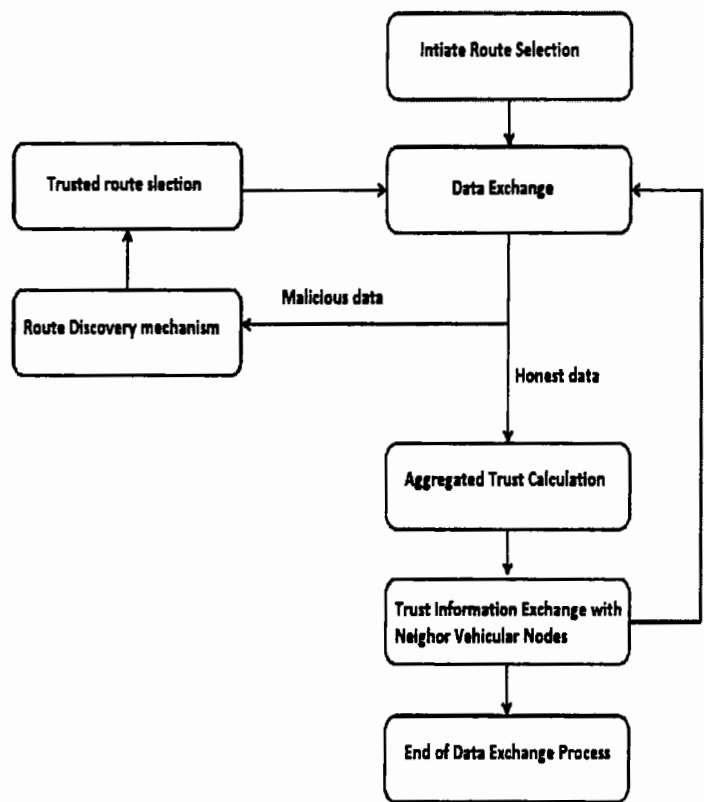 Intiate Route Selection
Trusted route slection
Data Exchange
Malicious data
Route Discovery mechanism
Honest data
Aggregated Trust Calculation
Trust Information Exchange with
Neighor Vehicular Nodes
End of Data Exchange Process